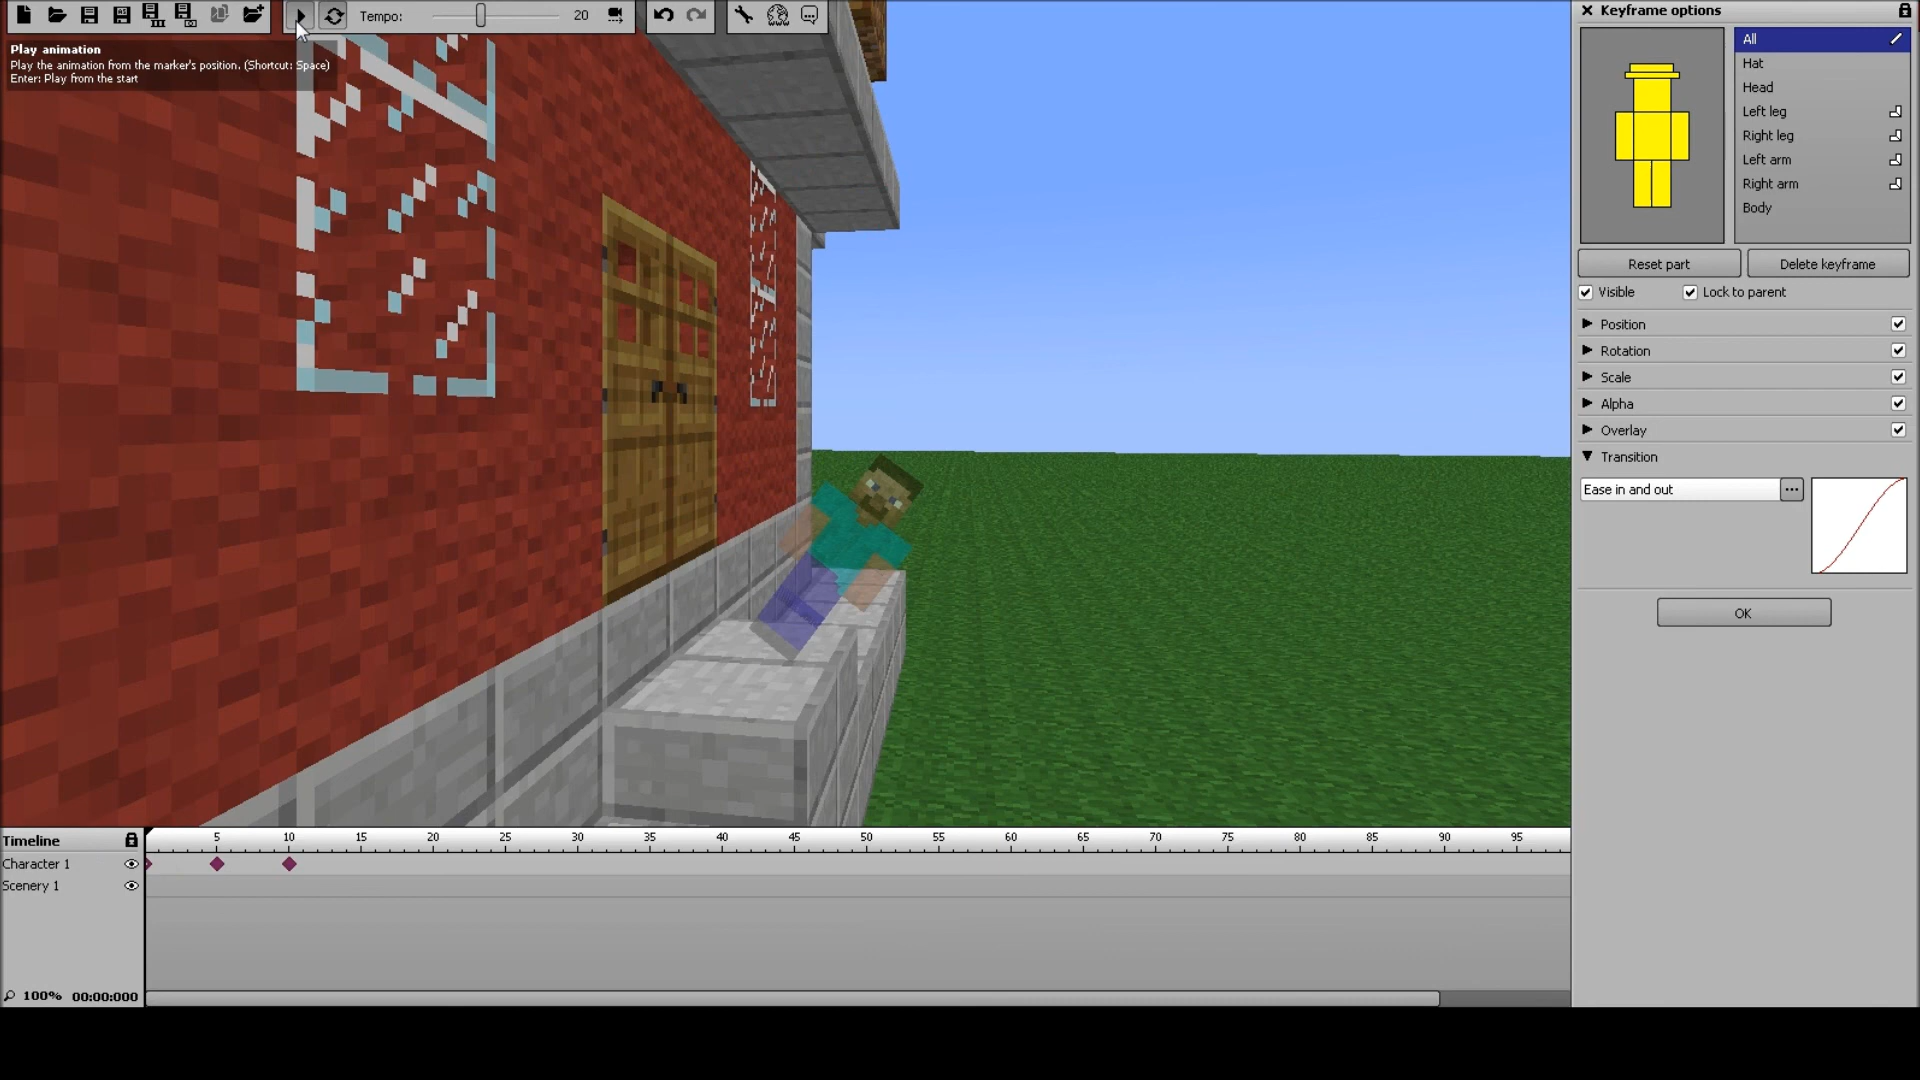 Tempo:
20
Play animation
Play the animation from the marker's position. (Shortcut: Space)
Enter: Play from the start
Keyframe options
All
Hat
Head
Left leg
Right leg
Left arm
Right arm
Body
Reset part
Delete keyframe
Visible
Lock to parent
Position
Rotation
Scale
Alpha
Overlay
Transition
Ease in and out
...
OK
Timeline
5 10 15 20 25 30 35 40 45 50 55 60 65 70 75 80 85 90 95
Character 1
Scenery 1
100% 00:00:000